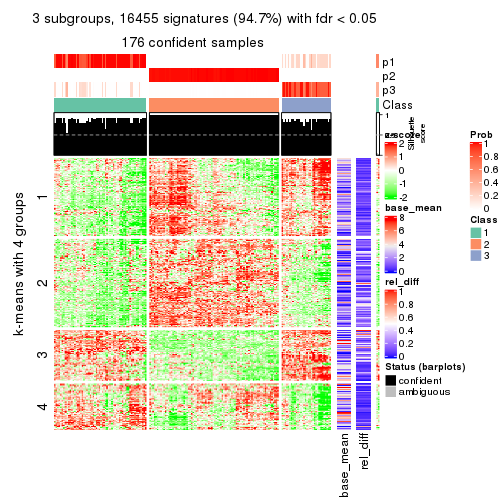 3 subgroups, 16455 signatures (94.7%) with fdr < 0.05
176 confident samples
p1
p2
p3
Class
1
Silhouette
score
k-means with 4 groups
1
2
3
4
base_mean
rel_diff
z-score
2
1
0
-1
-2
base_mean
8
6
4
2
0
rel_diff
1
0.8
0.6
0.4
0.2
0
Status (barplots)
confident
ambiguous
Prob
1
0.8
0.6
0.4
0.2
0
Class
1
2
3